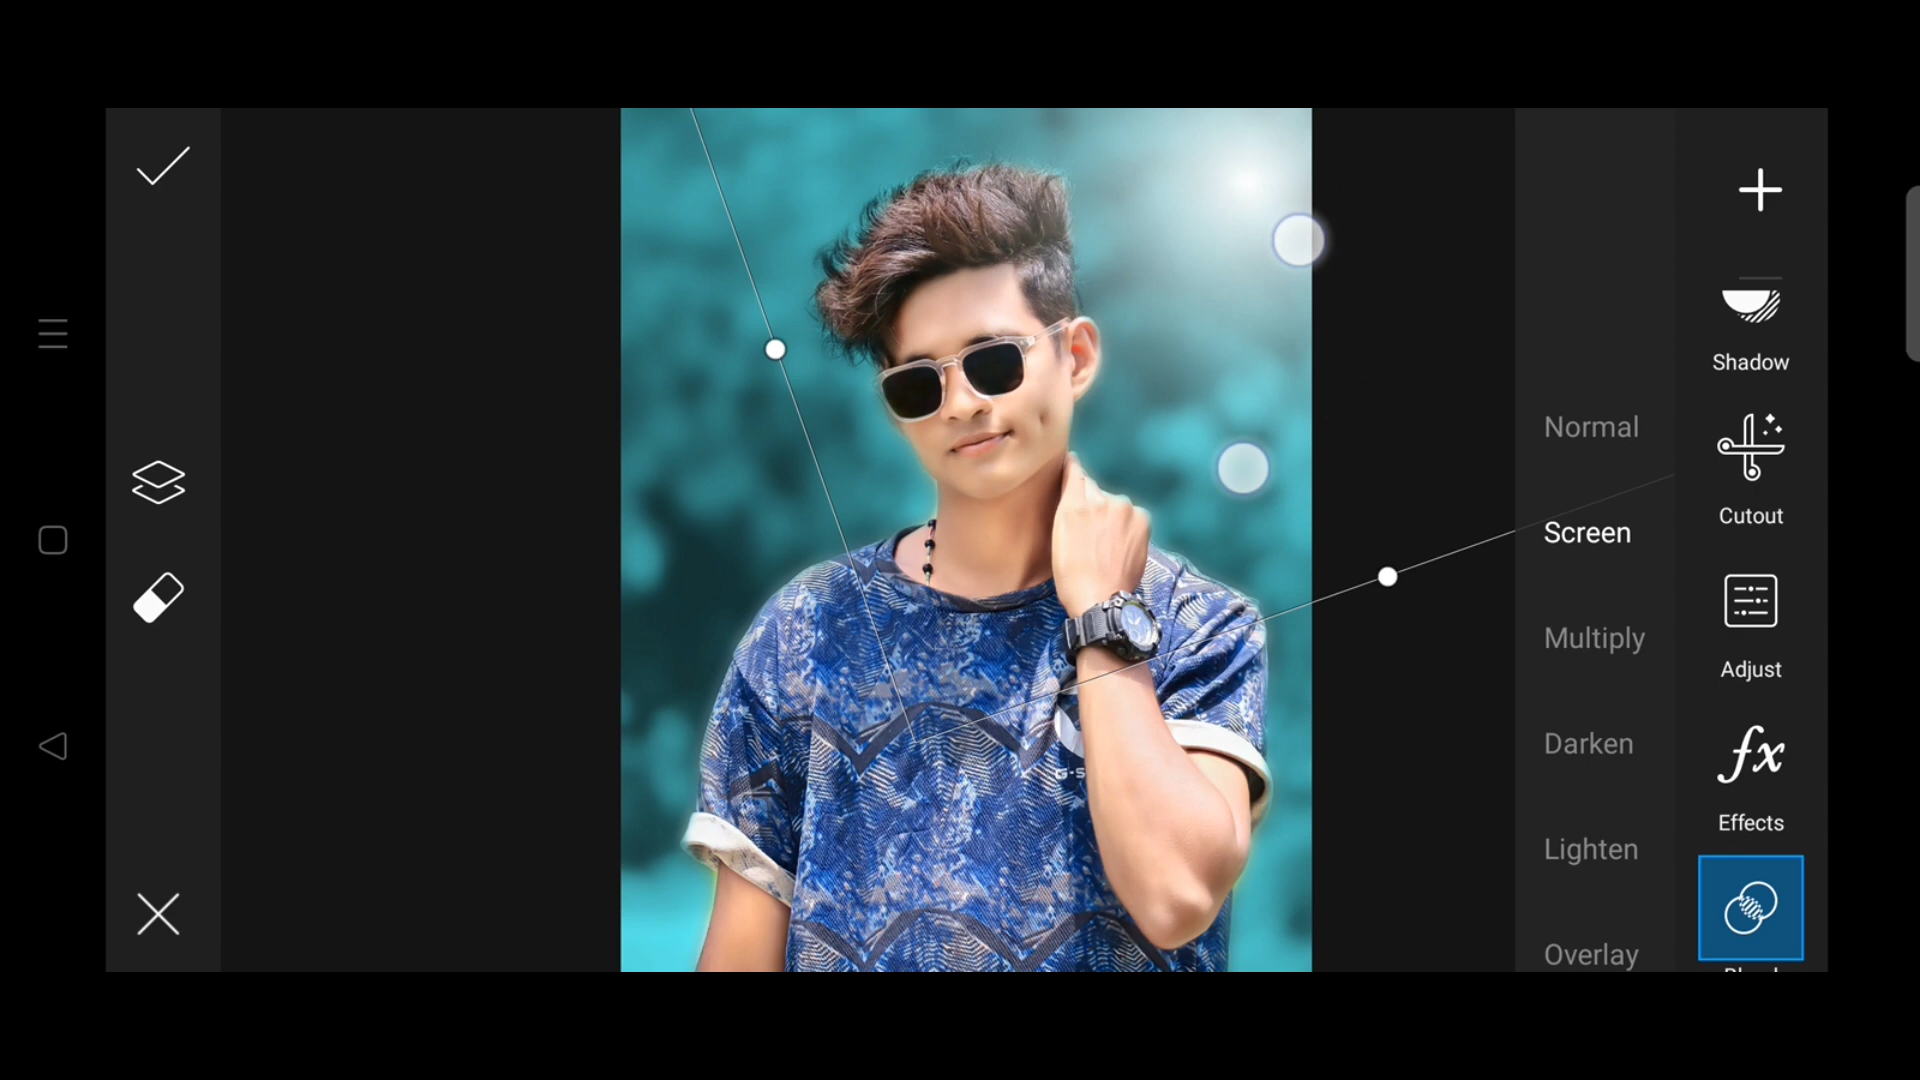 Shadow
Normal
Cutout
Screen
Multiply
Adjust
Darken
G-S
Effects
Lighten
Overlay